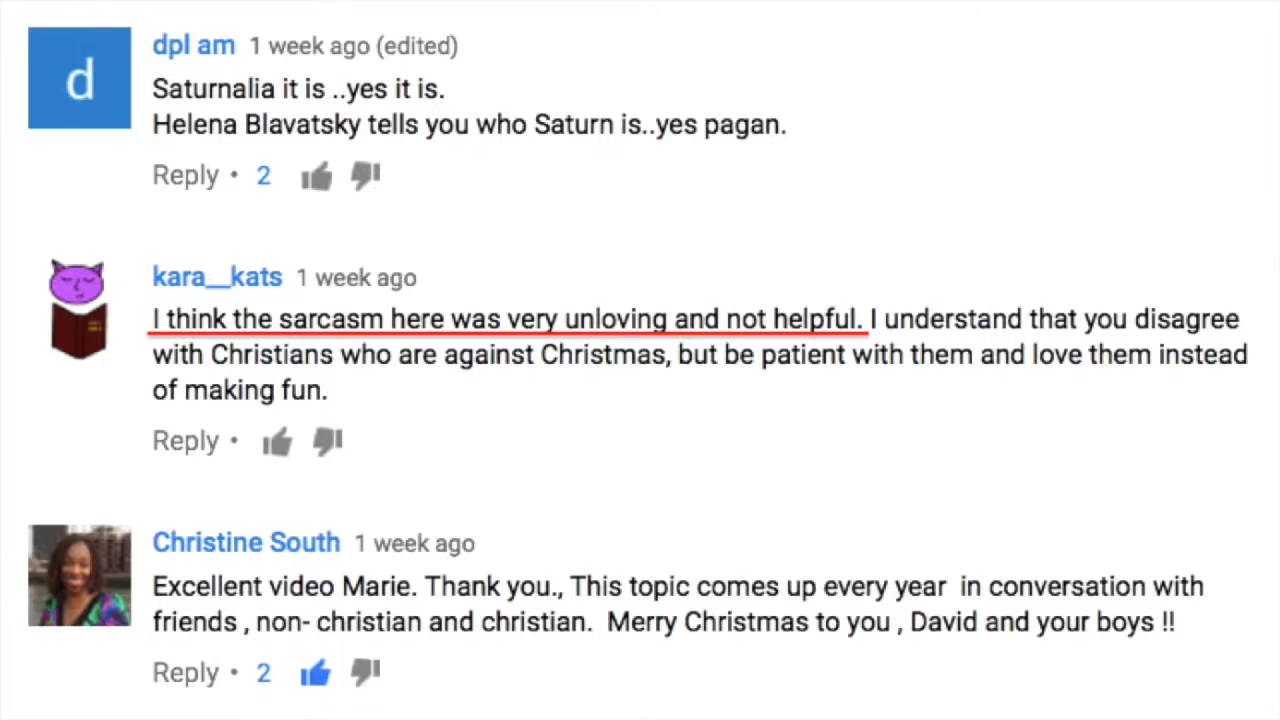 d
dpl am 1 week ago (edited)
Saturnalia it is ..yes it is.
Helena Blavatsky tells you who Saturn is..yes pagan.
Reply • 2
kara__kats 1 week ago
I think the sarcasm here was very unloving and not helpful. I understand that you disagree
with Christians who are against Christmas, but be patient with them and love them instead
of making fun.
Reply •
Christine South 1 week ago
Excellent video Marie. Thank you., This topic comes up every year  in conversation with
friends , non- christian and christian.  Merry Christmas to you , David and your boys !!
Reply • 2